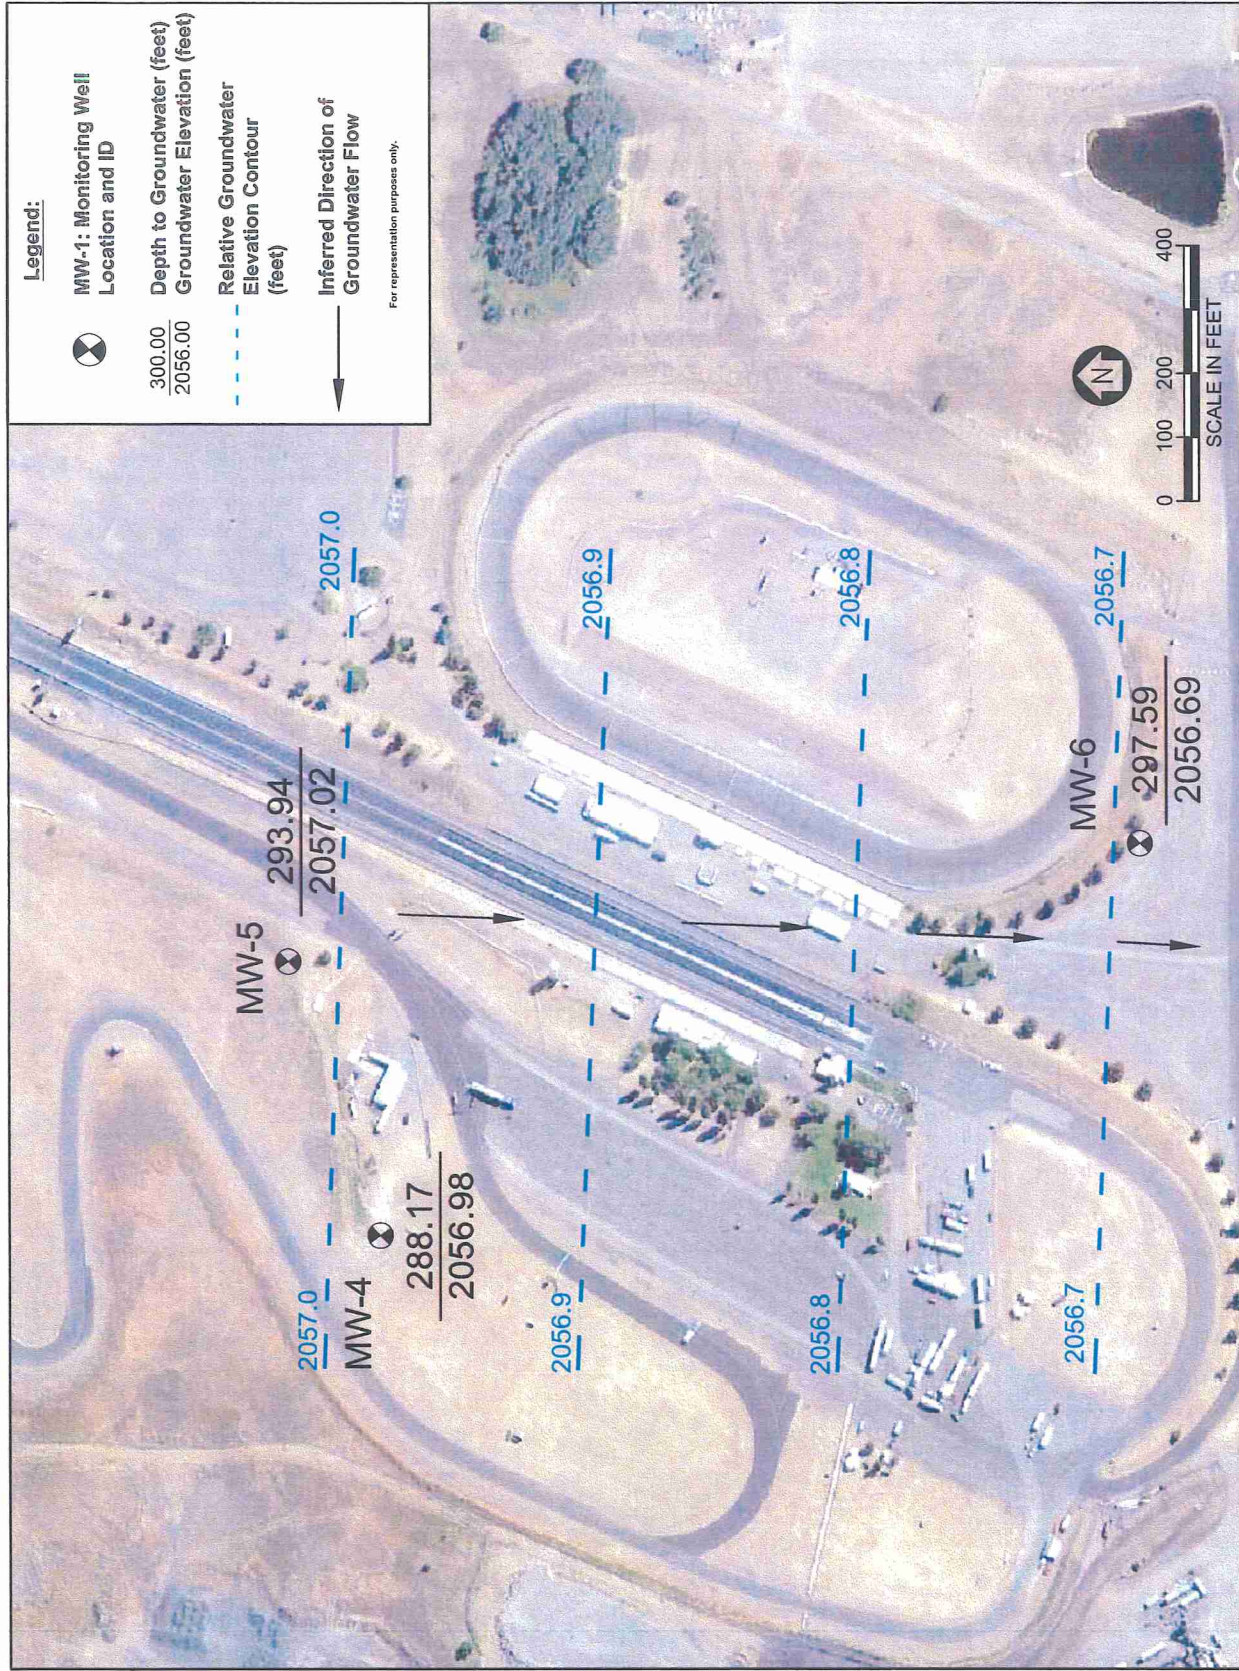 Legend:
MW-1: Monitoring Well
Location and ID
300.00
2056.00
Depth to Groundwater (feet)
Groundwater Elevation (feet)
Relative Groundwater
Elevation Contour
(feet)
Inferred Direction of
Groundwater Flow
For representation purposes only.
2057.0
2057.0
MW-5
293.94
2057.02
MW-4
288.17
2056.98
2056.9
2056.9
2056.8
2056.8
2056.7
2056.7
MW-6
297.59
2056.69
N
0 100 200 400
SCALE IN FEET